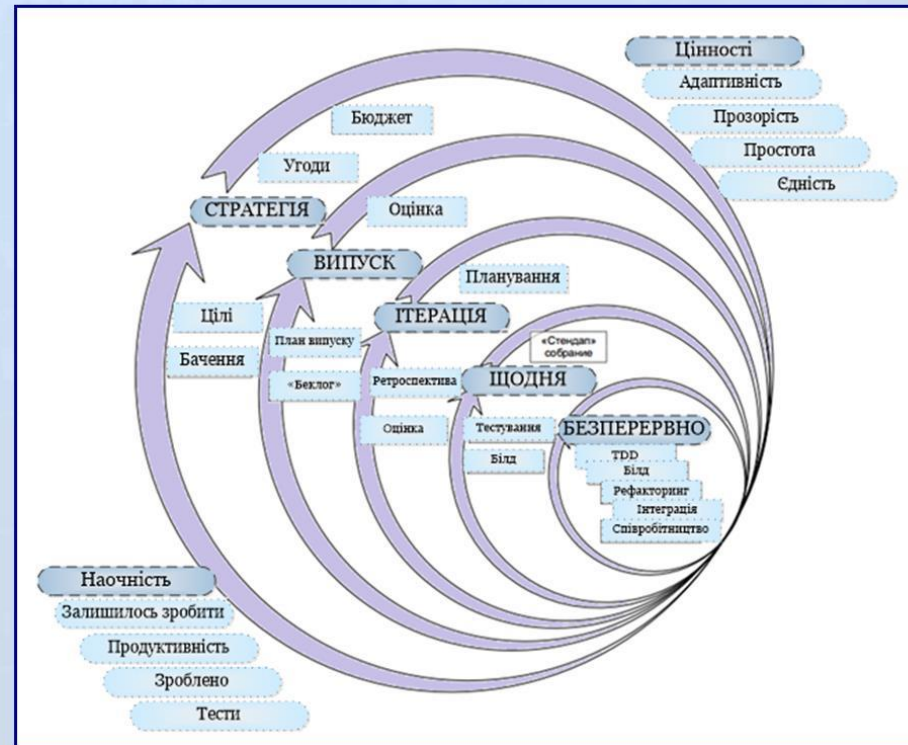 Цінності
Адаптивність
Прозорість
Простота
Єдність
Бюджет
Угоди
СТРАТЕГІЯ
Оцінка
ВИПУСК
Планування
ІТЕРАЦІЯ
Цілі
Бачення
План випуску
«Беклог»
«Стендап»
собрание
Ретроспектива
ЩОДНЯ
Оцінка
Тестування
Білд
БЕЗПЕРЕРВНО
TDD
Білд
Рефакторинг
Інтеграція
Співробітництво
Наочність
Залишилось зробити
Продуктивність
Зроблено
Тести